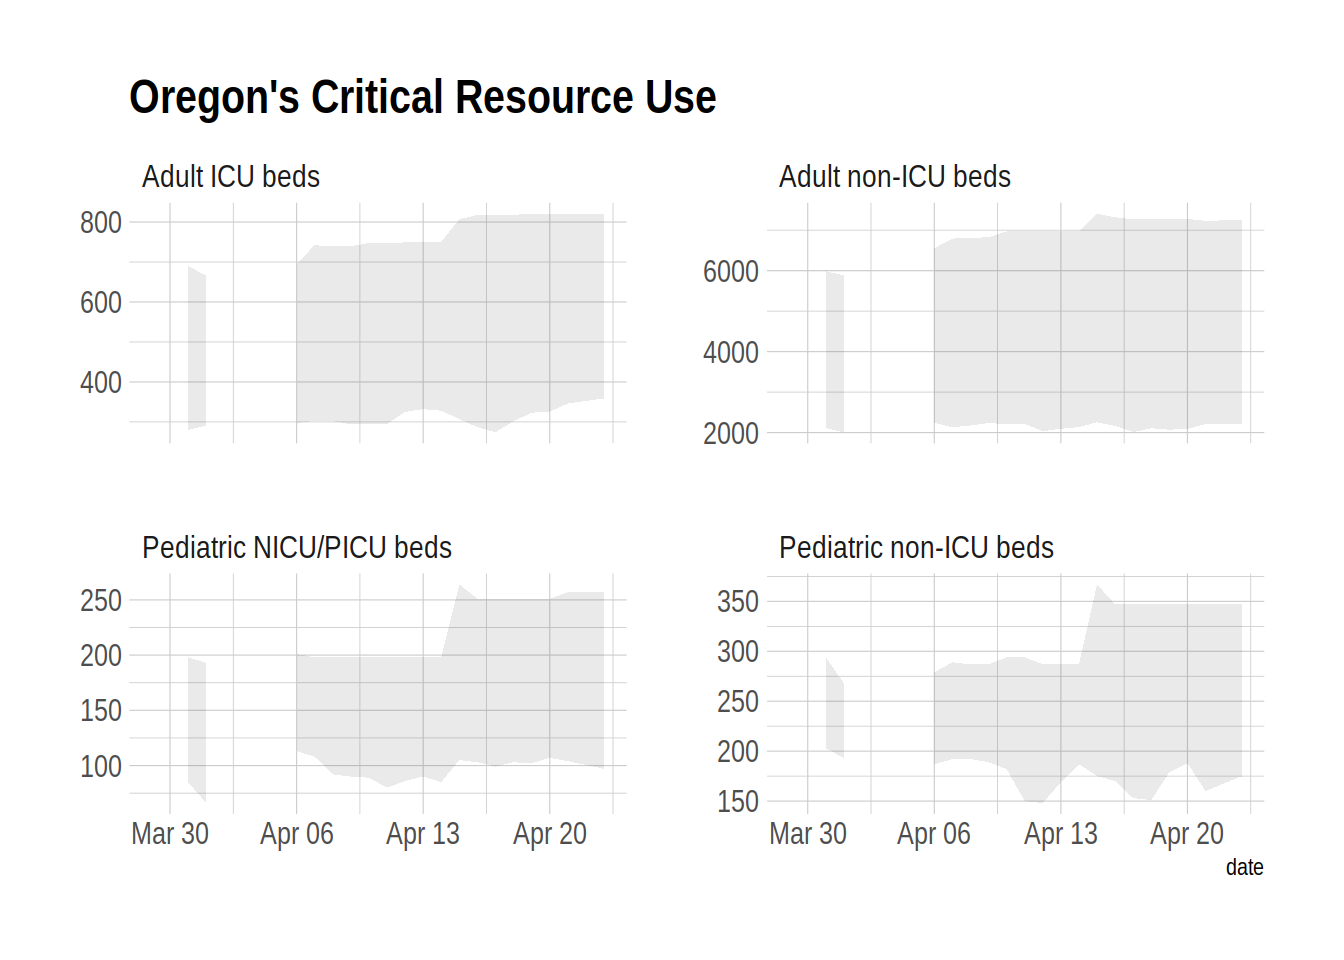 Oregon's Critical Resource Use
Adult ICU beds
Adult non-ICU beds
800
600
400
6000
4000
2000
Pediatric NICU/PICU beds
Pediatric non-ICU beds
250
200
150
100
350
300
250
200
150
Mar 30 Apr 06 Apr 13 Apr 20
Mar 30 Apr 06 Apr 13 Apr 20
date